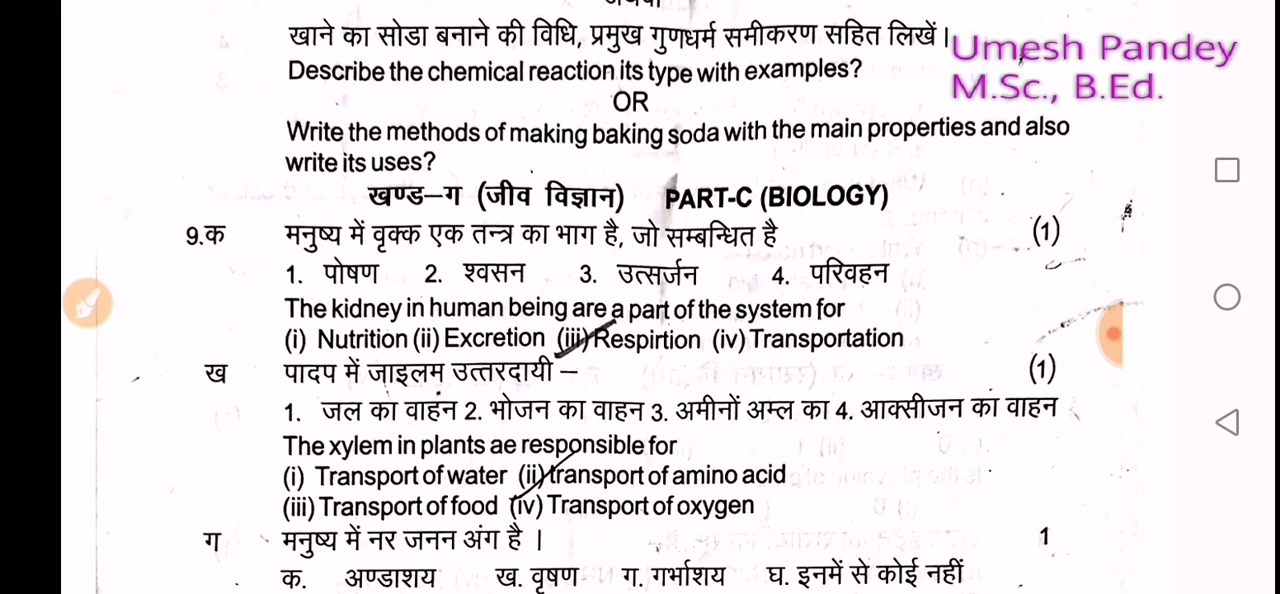 खाने का सोडा बनाने की विधि, प्रमुख गुणधर्म समीकरण सहित लिखें।
Umesh Pandey
M.Sc., B.Ed.
Describe the chemical reaction its type with examples?
OR
Write the methods of making baking soda with the main properties and also
write its uses?
खण्ड–ग (जीव विज्ञान) PART-C (BIOLOGY)
9.क मनुष्य में वृक्क एक तन्त्र का भाग है, जो सम्बन्धित है (1)
1. पोषण 2. श्वसन 3. उत्सर्जन 4. परिवहन
The kidney in human being are a part of the system for
(i) Nutrition (ii) Excretion (iii) Respirtion (iv) Transportation
ख पादप में जाइलम उत्तरदायी – (1)
1. जल का वाहन 2. भोजन का वाहन 3. अमीनों अम्ल का 4. आक्सीजन का वाहन
The xylem in plants ae responsible for
(i) Transport of water (ii) transport of amino acid
(iii) Transport of food (iv) Transport of oxygen
ग मनुष्य में नर जनन अंग है । 1
क. अण्डाशय ख. वृषण ग. गर्भाशय घ. इनमें से कोई नहीं